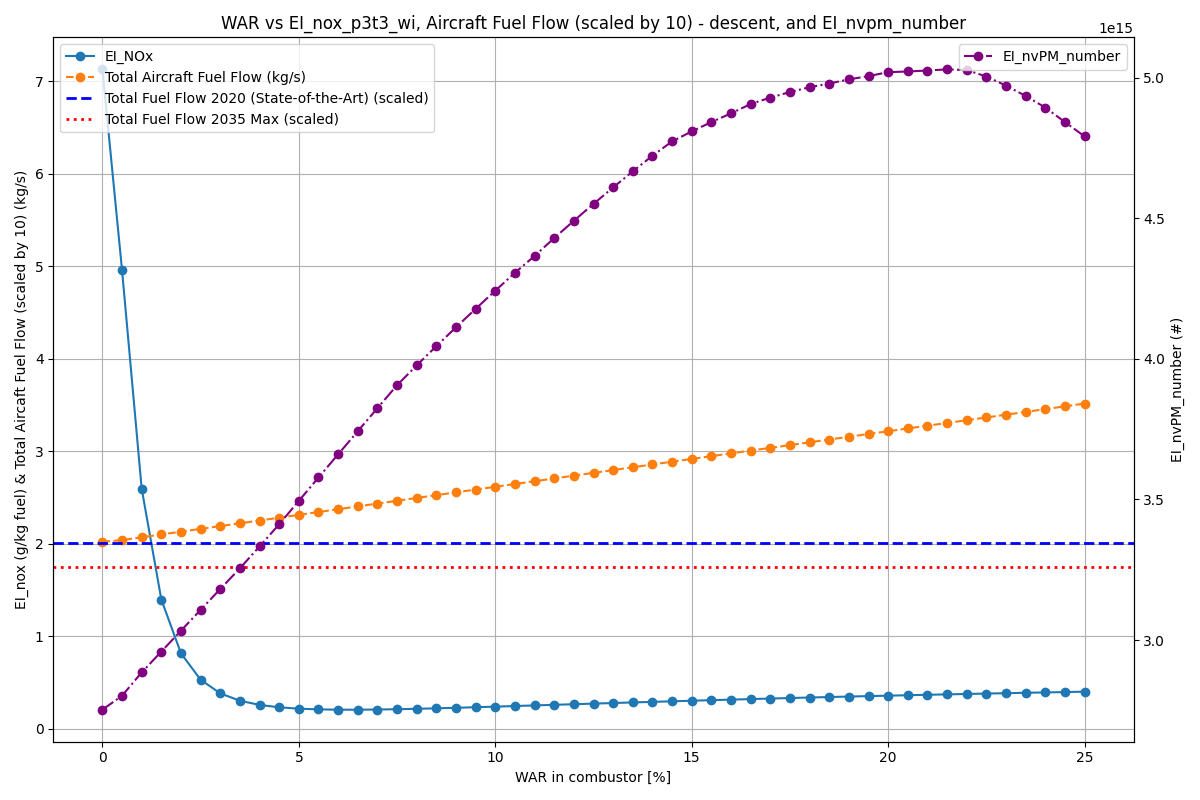 WAR vs EI_nox_p3t3_wi, Aircraft Fuel Flow (scaled by 10) - descent, and EI_nvpm_number
1e15
EI_NOx
Total Aircraft Fuel Flow (kg/s)
Total Fuel Flow 2020 (State-of-the-Art) (scaled)
Total Fuel Flow 2035 Max (scaled)
EI_nvPM_number
EI_nox (g/kg fuel) & Total Aircaft Fuel Flow (scaled by 10) (kg/s)
7
6
5
4
3
2
1
0
5.0
4.5
4.0
3.5
3.0
EI_nvPM_number (#)
0 5 10 15 20 25
WAR in combustor [%]